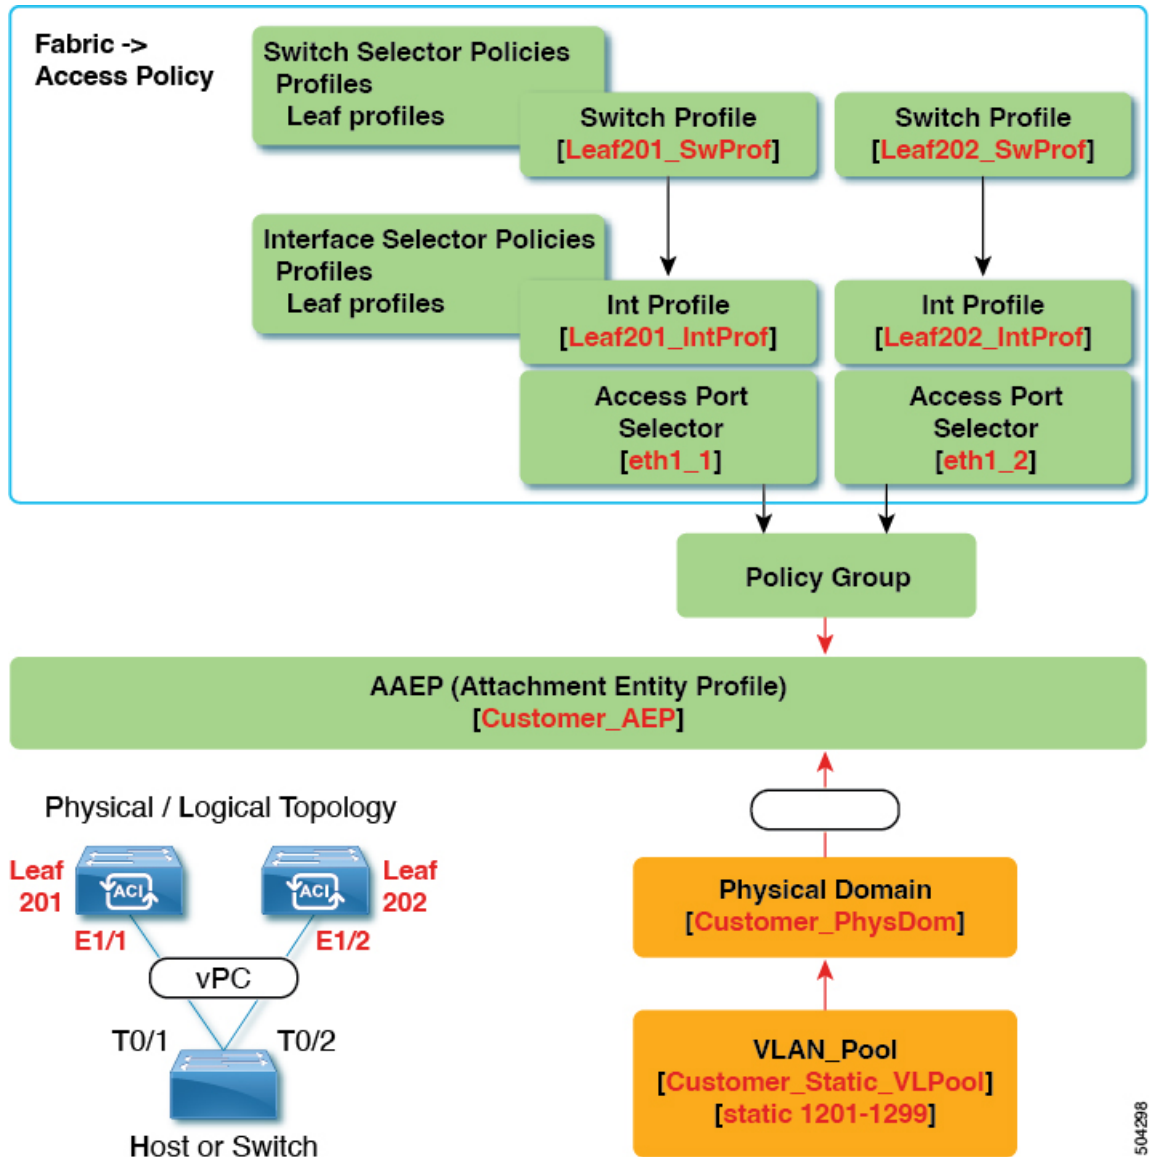 Fabric ->
Access Policy
Switch Selector Policies
Profiles
Leaf profiles
Switch Profile
[Leaf201_SwProf]
Switch Profile
[Leaf202_SwProf]
Interface Selector Policies
Profiles
Leaf profiles
Int Profile
[Leaf201_IntProf]
Int Profile
[Leaf202_IntProf]
Access Port
Selector
[eth1_1]
Access Port
Selector
[eth1_2]
Policy Group
AAEP (Attachment Entity Profile)
[Customer_AEP]
Physical / Logical Topology
Leaf
201
ACI
ACI
Leaf
202
E1/1
E1/2
vPC
T0/1
T0/2
Host or Switch
Physical Domain
[Customer_PhysDom]
VLAN_Pool
[Customer_Static_VLPool]
[static 1201-1299]
504298